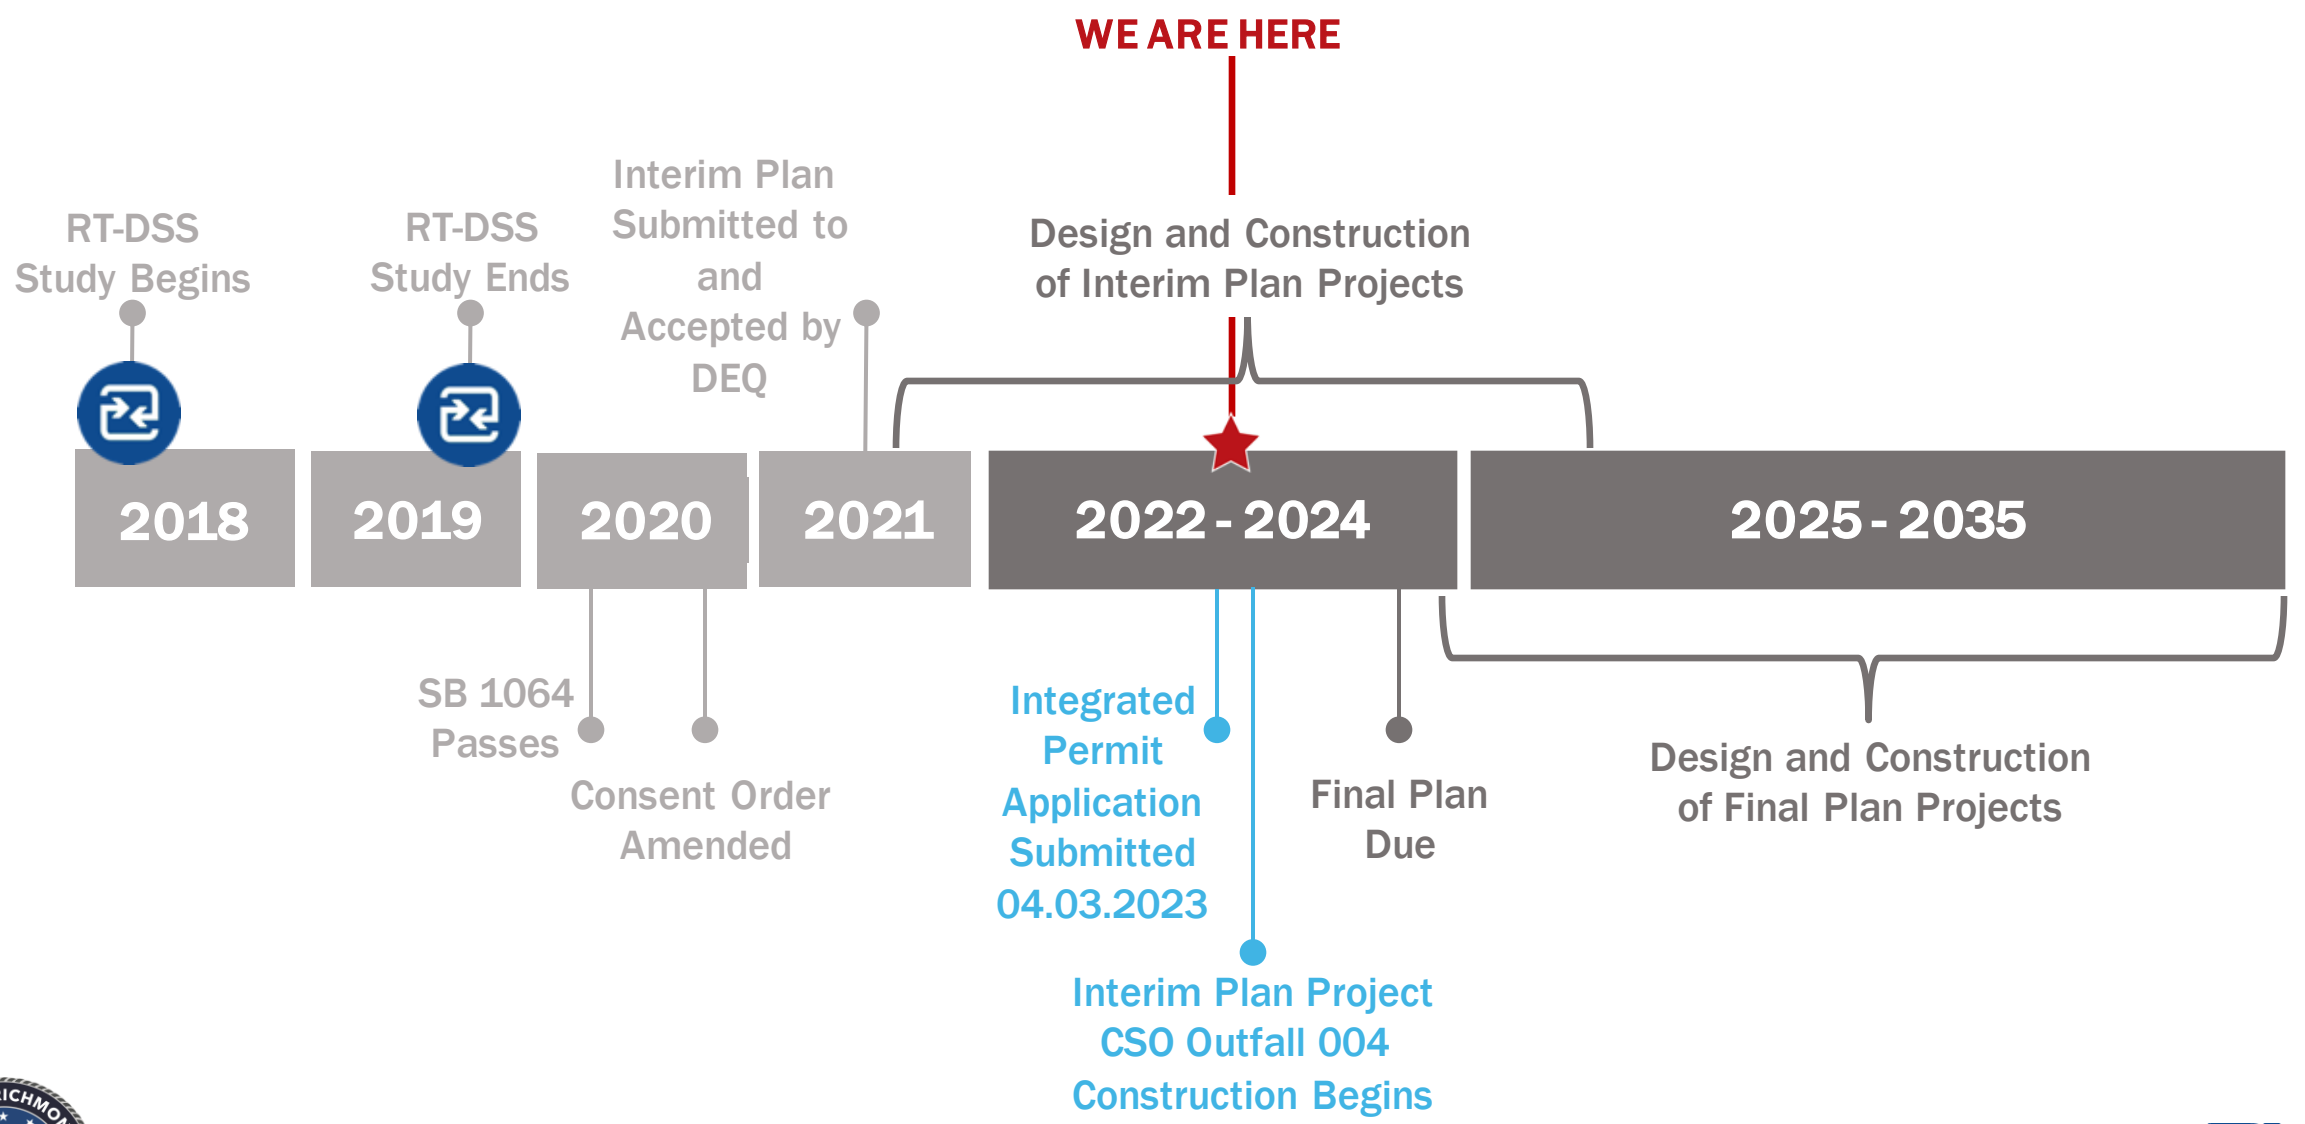 WE ARE HERE
RT-DSS
Study Begins
RT-DSS
Study Ends
Interim Plan
Submitted to
and
Accepted by
DEQ
Design and Construction
of Interim Plan Projects
2018
2019
2020
2021
2022 - 2024
2025 - 2035
SB 1064
Passes
Consent Order
Amended
Integrated
Permit
Application
Submitted
04.03.2023
Interim Plan Project
CSO Outfall 004
Construction Begins
Final Plan
Due
Design and Construction
of Final Plan Projects